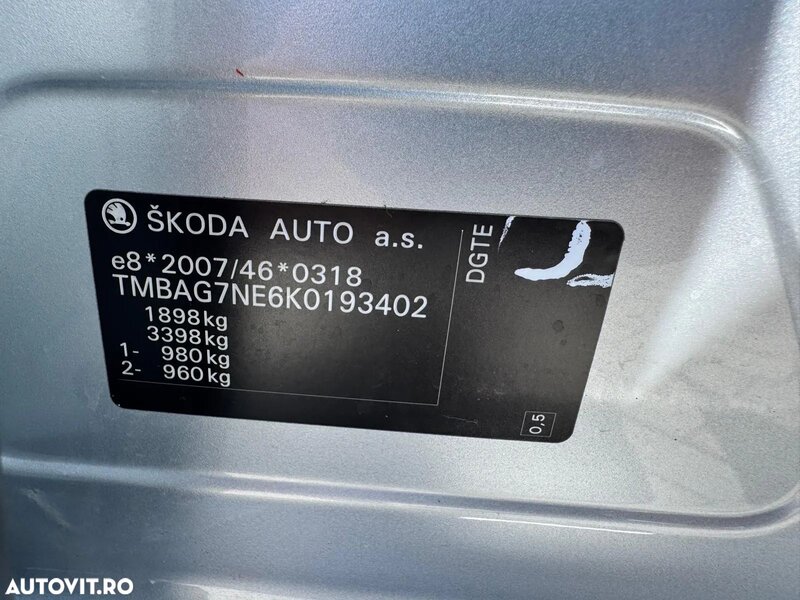 ŠKODA AUTO a.s.
e8*2007/46*0318
TMBAG7NE6K0193402
1898kg
3398kg
1- 980kg
2- 960kg
DGTE
0,5
AUTOVIT.RO